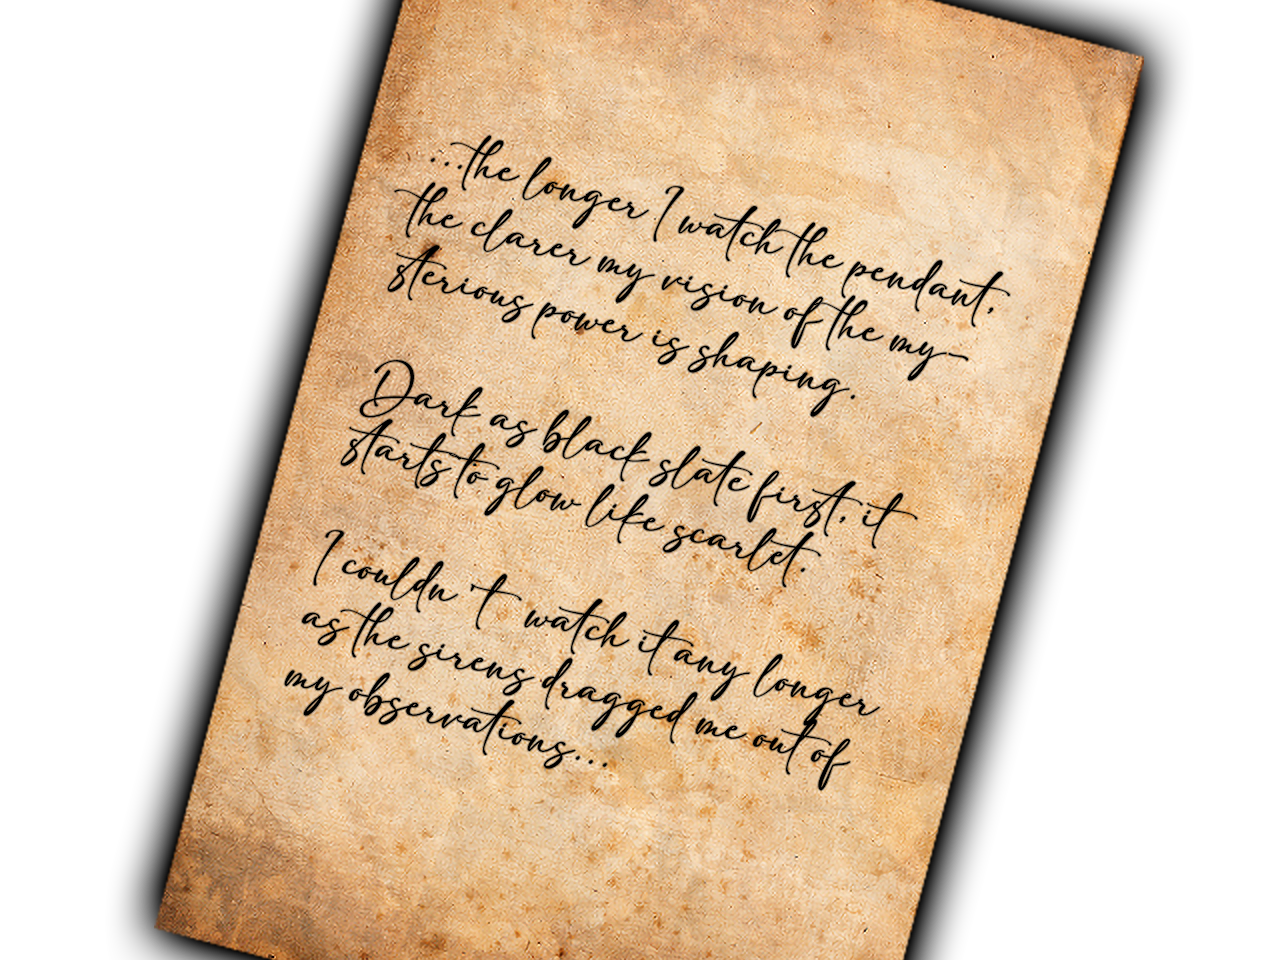 ...the longer I watch the pendant,
the clarer my vision of the my-
sterious power is shaping.
Dark as black slate first, it
starts to glow like scarlet.
I couldn't watch it any longer
as the sirens dragged me out of
my observations...